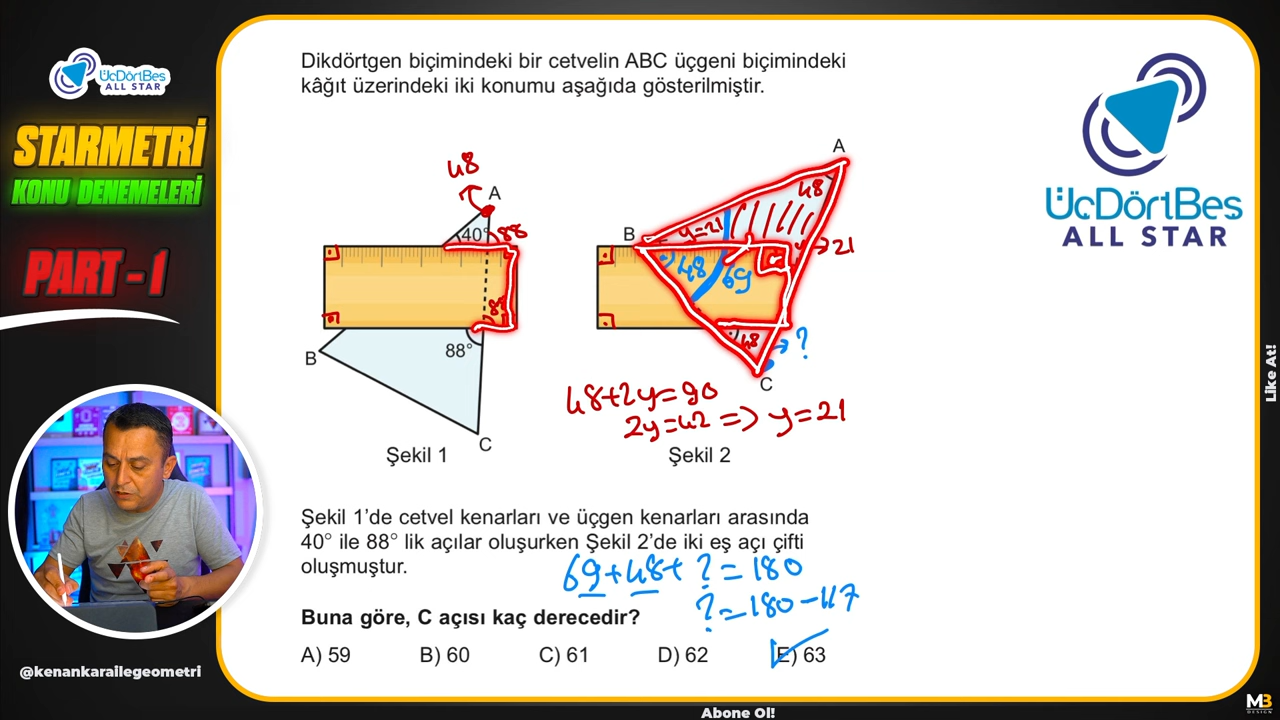 Dikdörtgen biçimindeki bir cetvelin ABC üçgeni biçimindeki
kâğıt üzerindeki iki konumu aşağıda gösterilmiştir.
ÜçDörtBeş
ALL STAR
STARMETRİ
KONU DENEMELERİ
PART - 1
ÜçDörtBeş
ALL STAR
48
A
40°
88
88
88°
B
C
Şekil 1
A
48
B
y=21
21
48
69
48
?
C
48+2y=90
2y=42 => y=21
Şekil 2
Şekil 1'de cetvel kenarları ve üçgen kenarları arasında
40° ile 88° lik açılar oluşurken Şekil 2'de iki eş açı çifti
oluşmuştur.
69+48+ ? = 180
? = 180 - 117
Buna göre, C açısı kaç derecedir?
A) 59 B) 60 C) 61 D) 62 E) 63
@kenankarailegeometri
Like At!
Abone Ol!
MB
DESIGN